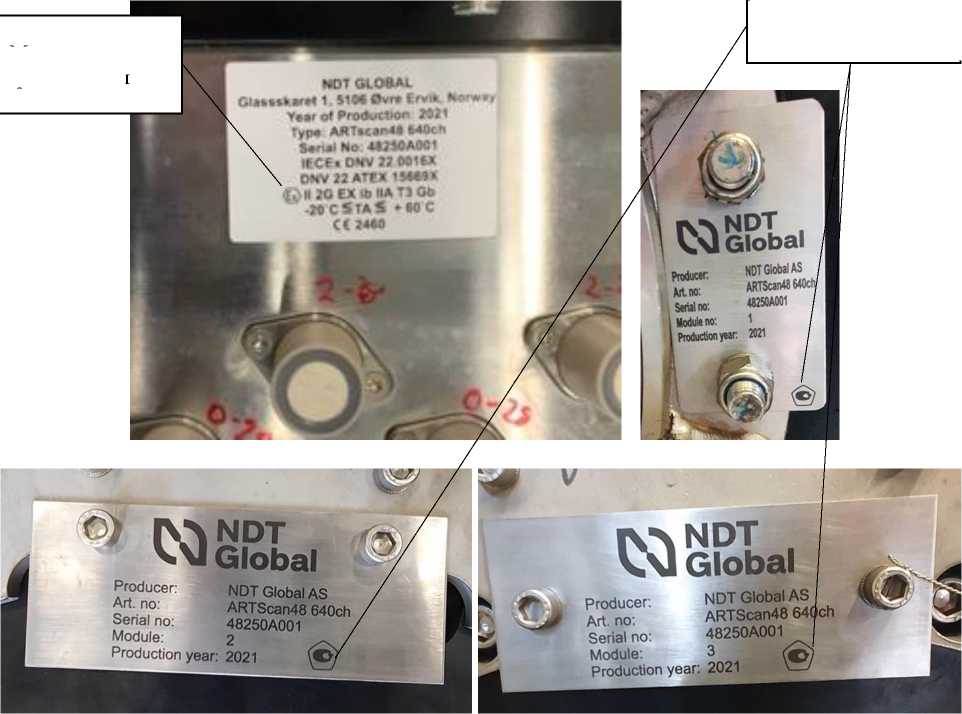 NDT GLOBAL
Glassskaret 1, 5106 Øvre Ervik, Norway
Year of Production: 2021
Type: ARTscan48 640ch
Serial No: 48250A001
IECEx DNV 22.0016X
DNV 22 ATEX 15669X
II 2G EX ib IIA T3 Gb
-20°C ≤ TA ≤ + 60°C
CE 2460
2-
0-2
0-2s
NDT
Global
Producer: NDT Global AS
Art. no: ARTScan48 640ch
Serial no: 48250A001
Module no: 1
Production year: 2021
NDT
Global
Producer: NDT Global AS
Art. no: ARTScan48 640ch
Serial no: 48250A001
Module: 2
Production year: 2021
NDT
Global
Producer: NDT Global AS
Art. no: ARTScan48 640ch
Serial no: 48250A001
Module: 3
Production year: 2021